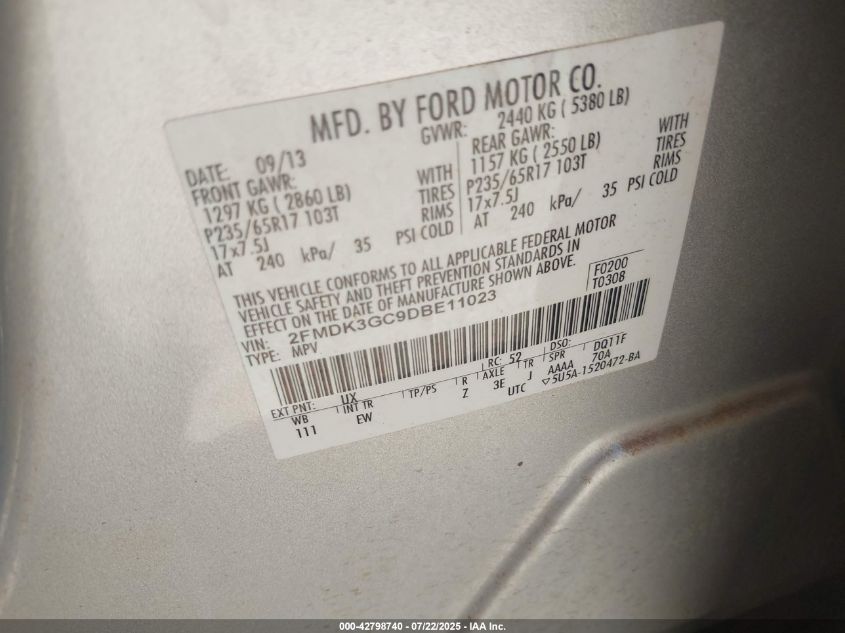 MFD. BY FORD MOTOR CO.
DATE: 09/13 GVWR: 2440 KG ( 5380 LB)
FRONT GAWR: REAR GAWR:
1297 KG ( 2860 LB) WITH 1157 KG ( 2550 LB) WITH
P235/65R17 103T TIRES P235/65R17 103T TIRES
17x7.5J RIMS 17x7.5J RIMS
AT 240 kPa/ 35 PSI COLD AT 240 kPa/ 35 PSI COLD
THIS VEHICLE CONFORMS TO ALL APPLICABLE FEDERAL MOTOR
VEHICLE SAFETY AND THEFT PREVENTION STANDARDS IN
EFFECT ON THE DATE OF MANUFACTURE SHOWN ABOVE.
F0200
T0308
VIN: 2FMDK3GC9DBE11023
TYPE: MPV
RC: 52 DSO:
EXT PNT: UX DQ11F
WB INT TR TP/PS R AXLE TR SPR
111 EW Z 3E J AAAA 70A
UTC ▽5U5A-1520472-BA
000-42798740 - 07/22/2025 - IAA Inc.